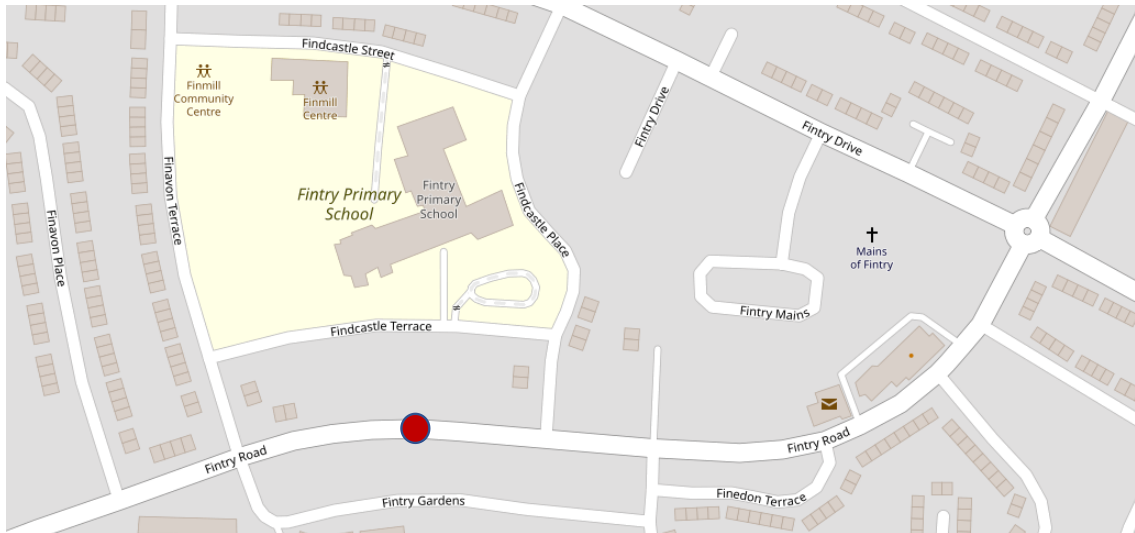 Findcastle Street
Finmill
Community
Centre
Finmill
Centre
Fintry Drive
Fintry Drive
Finavon Terrace
Fintry Primary
School
Fintry
Primary
School
Findcastle Place
Finavon Place
Mains
of Fintry
Fintry Mains
Findcastle Terrace
Fintry Road
Fintry Road
Fintry Gardens
Finedon Terrace